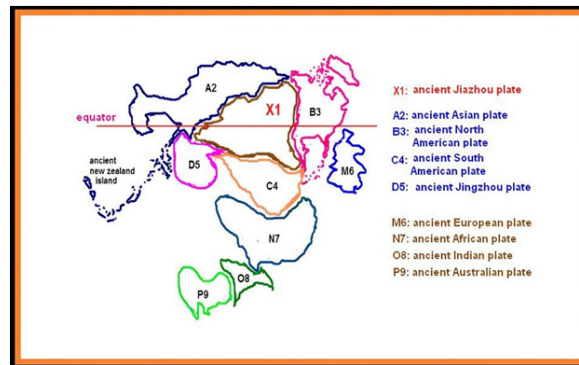 A2
X1
B3
equator
ancient
new zealand
island
D5
M6
C4
N7
O8
P9
X1: ancient Jiazhou plate
A2: ancient Asian plate
B3: ancient North
American plate
C4: ancient South
American plate
D5: ancient Jingzhou plate
M6: ancient European plate
N7: ancient African plate
O8: ancient Indian plate
P9: ancient Australian plate